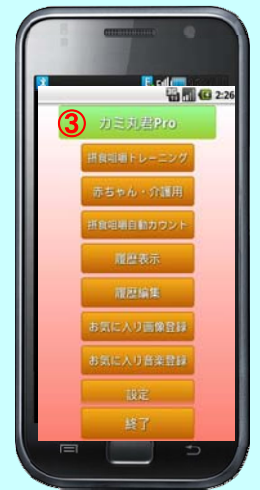 2:26
③ カミ丸君Pro
摂食咀嚼トレーニング
赤ちゃん・介護用
摂食咀嚼自動カウント
履歴表示
履歴編集
お気に入り画像登録
お気に入り音楽登録
設定
終了